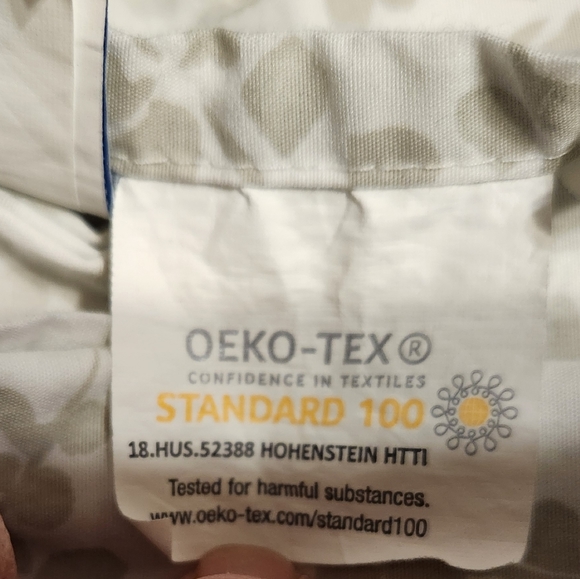 OEKO-TEX®
CONFIDENCE IN TEXTILES
STANDARD 100
18.HUS.52388 HOHENSTEIN HTTI
Tested for harmful substances.
www.oeko-tex.com/standard100